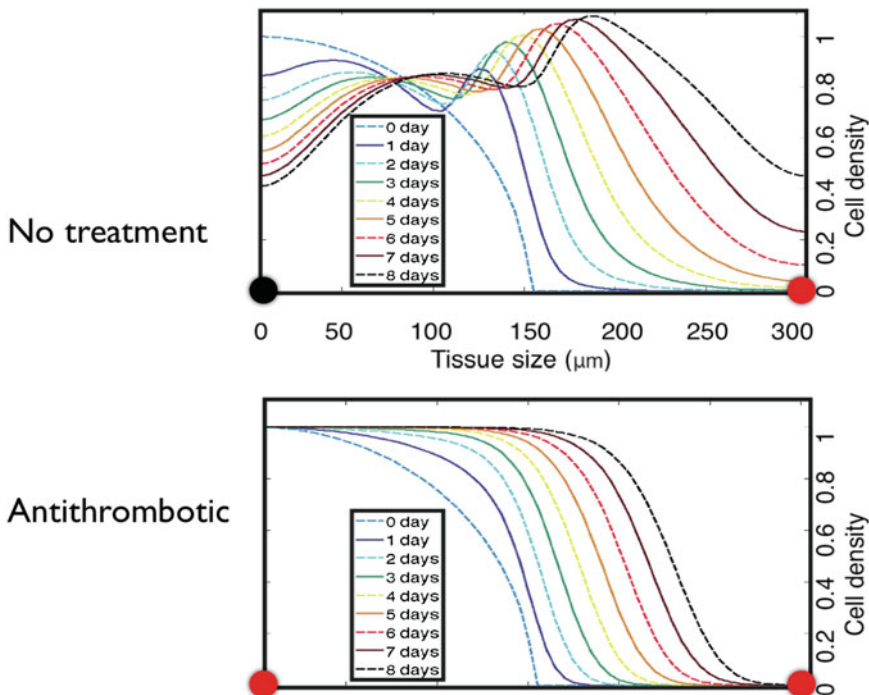 No treatment
0 day
1 day
2 days
3 days
4 days
5 days
6 days
7 days
8 days
0 0.2 0.4 0.6 0.8 1
Cell density
0 50 100 150 200 250 300
Tissue size (μm)
Antithrombotic
0 day
1 day
2 days
3 days
4 days
5 days
6 days
7 days
8 days
0 0.2 0.4 0.6 0.8 1
Cell density